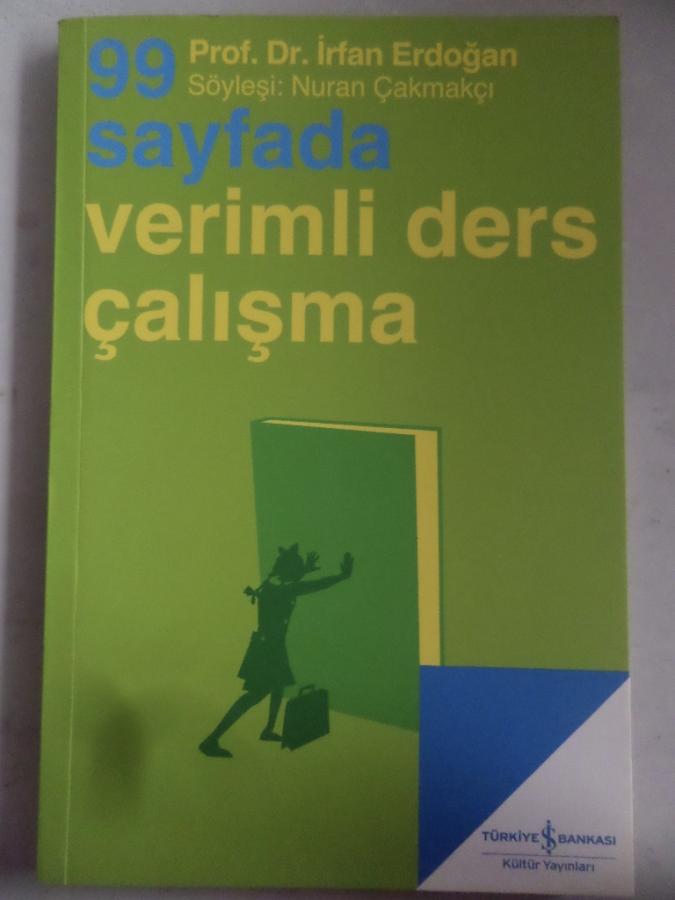 99
Prof. Dr. İrfan Erdoğan
Söyleşi: Nuran Çakmakçı
sayfada
verimli ders
çalışma
TÜRKİYE İŞ BANKASI
Kültür Yayınları